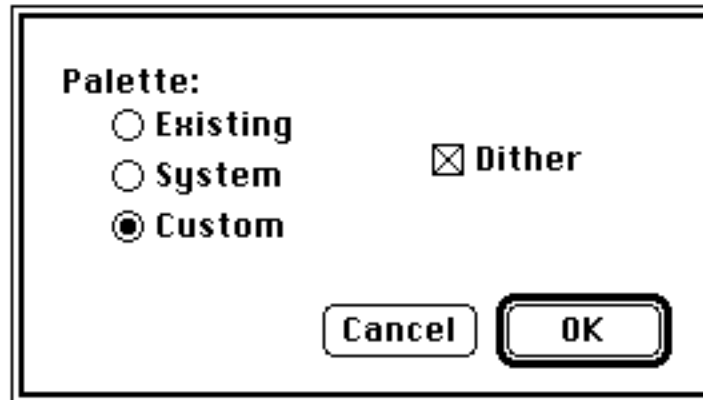 Palette:
Existing
System
Custom
Dither
Cancel
OK